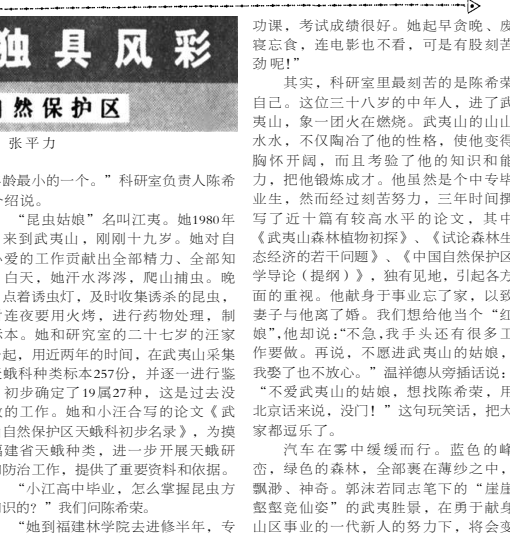 独具风彩
自然保护区
张平力
年龄最小的一个。”科研室负责人陈希
介绍说。
“昆虫姑娘”名叫江夷。她1980年
来到武夷山，刚刚十九岁。她对自
心爱的工作贡献出全部精力、全部知
白天，她汗水涔涔，爬山捕虫。晚
点着诱虫灯，及时收集诱杀的昆虫，
连夜要用火烤，进行药物处理，制
标本。她和研究室的二十七岁的汪家
一起，用近两年的时间，在武夷山采集
天蛾科种类标本257份，并逐一进行鉴
初步确定了19属27种，这是过去没
的工作。她和小汪合写的论文《武
自然保护区天蛾科初步名录》，为摸
福建省天蛾种类，进一步开展天蛾研
和防治工作，提供了重要资料和依据。
“小江高中毕业，怎么掌握昆虫方
知识的？”我们问陈希荣。
“她到福建林学院去进修半年，专
功课，考试成绩很好。她起早贪晚、废
寝忘食，连电影也不看，可是有股刻苦
劲呢！”
其实，科研室里最刻苦的是陈希荣
自己。这位三十八岁的中年人，进了武
夷山，象一团火在燃烧。武夷山的山山
水水，不仅陶冶了他的性格，使他变得
胸怀开阔，而且考验了他的知识和能
力，把他锻炼成才。他虽然是个中专毕
业生，然而经过刻苦努力，三年时间撰
写了近十篇有较高水平的论文，其中
《武夷山森林植物初探》、《试论森林生
态经济的若干问题》、《中国自然保护区
学导论（提纲）》，独有见地，引起各方
面的重视。他献身于事业忘了家，以致
妻子与他离了婚。我们想给他当个“红
娘”，他却说：“不急，我手头还有很多工
作要做。再说，不愿进武夷山的姑娘，
我娶了也不放心。”温祥德从旁插话说：
“不爱武夷山的姑娘，想找陈希荣，用
北京话来说，没门！”这句玩笑话，把大
家都逗乐了。
汽车在雾中缓缓而行。蓝色的峰
峦，绿色的森林，全部裹在薄纱之中，
飘渺、神奇。郭沫若同志笔下的“崖崖
壑壑竞仙姿”的武夷胜景，在勇于献身
山区事业的一代新人的努力下，将会变